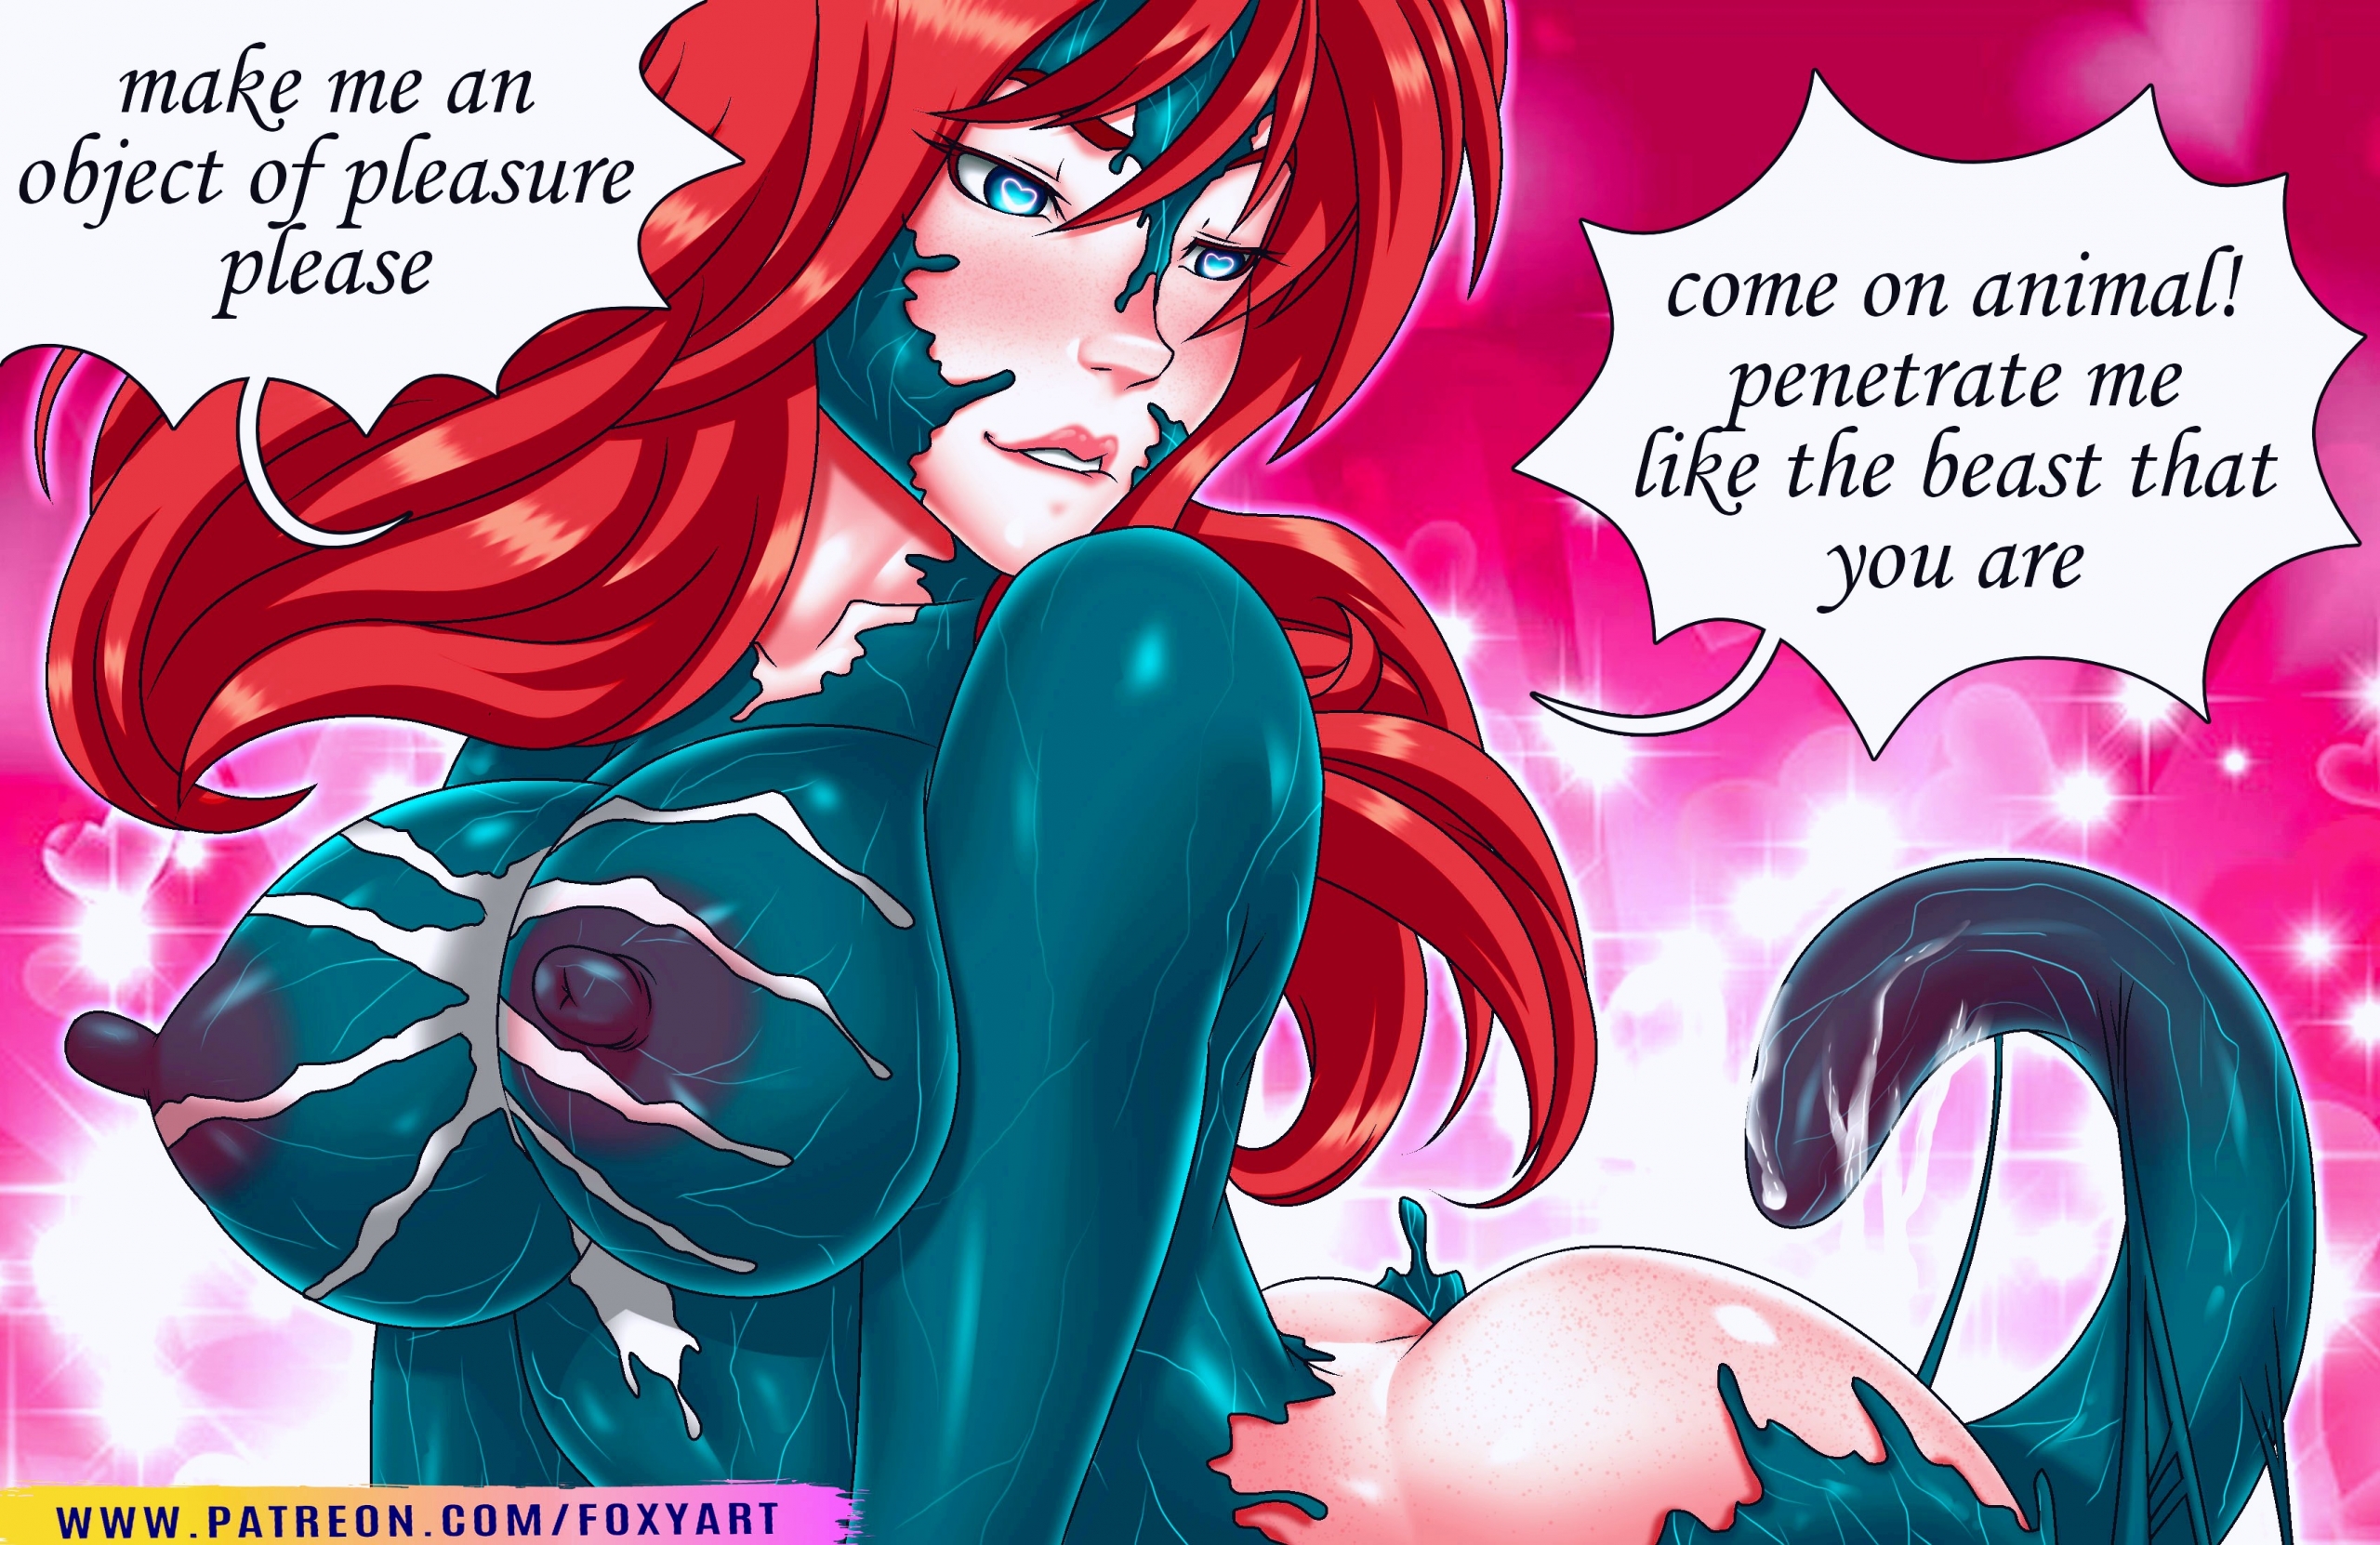 make me an
object of pleasure
please
come on animal!
penetrate me
like the beast that
you are
WWW.PATREON.COM/FOXYART